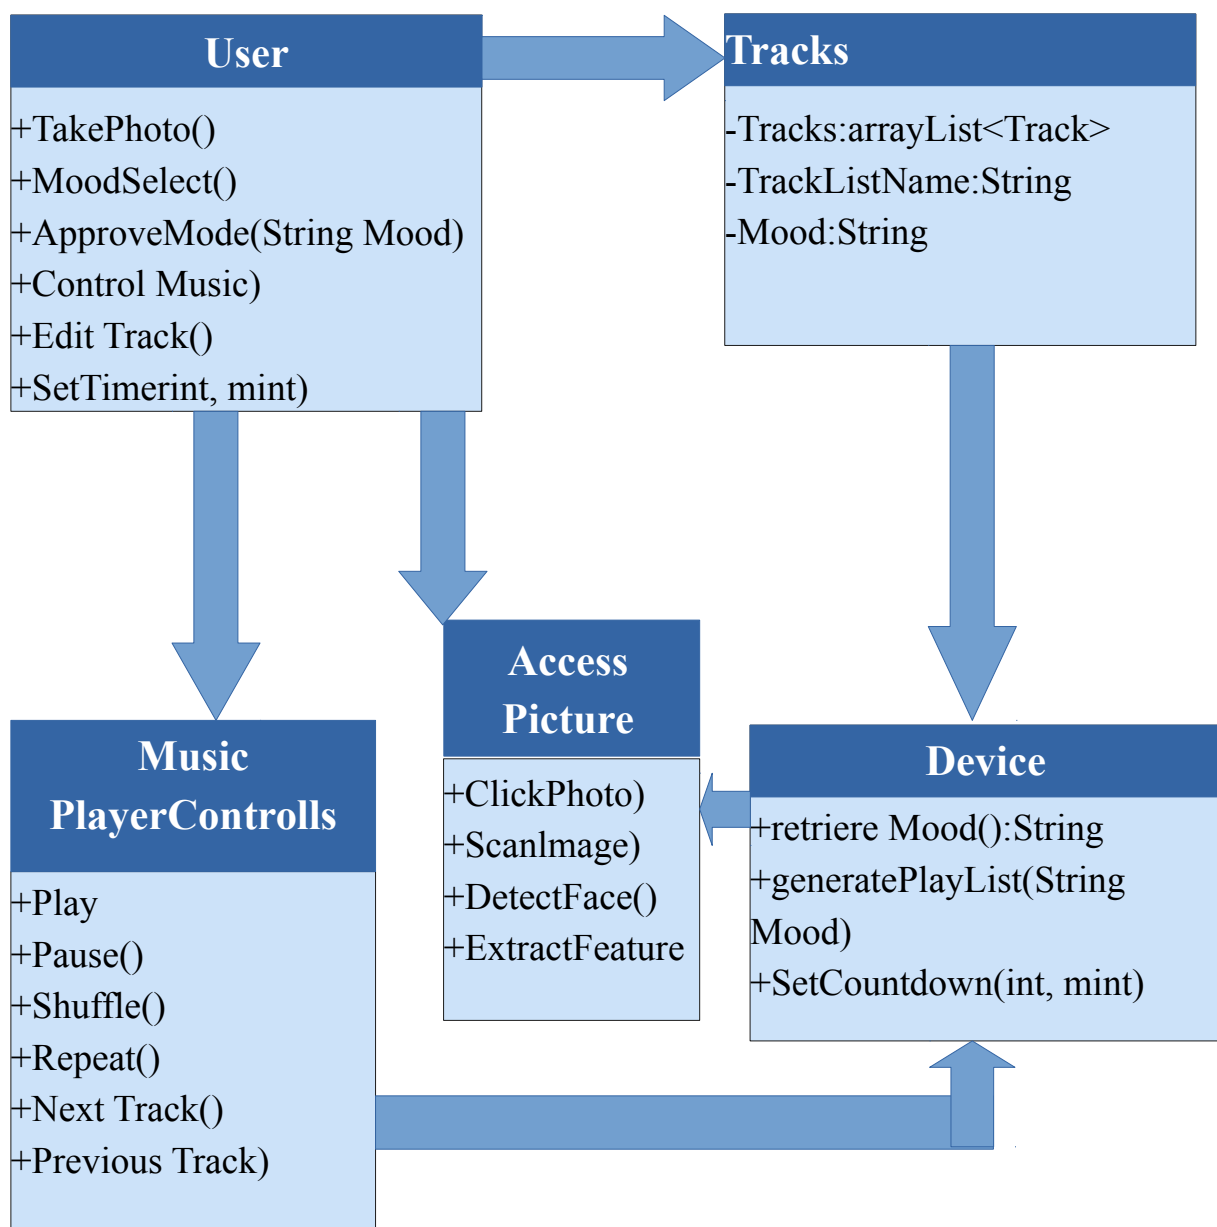 User
+TakePhoto()
+MoodSelect()
+ApproveMode(String Mood)
+Control Music)
+Edit Track()
+SetTimerint, mint)
Tracks
-Tracks:arrayList<Track>
-TrackListName:String
-Mood:String
Music
PlayerControlls
+Play
+Pause()
+Shuffle()
+Repeat()
+Next Track()
+Previous Track)
Access
Picture
+ClickPhoto)
+Scanlmage)
+DetectFace()
+ExtractFeature
Device
+retriere Mood():String
+generatePlayList(String
Mood)
+SetCountdown(int, mint)